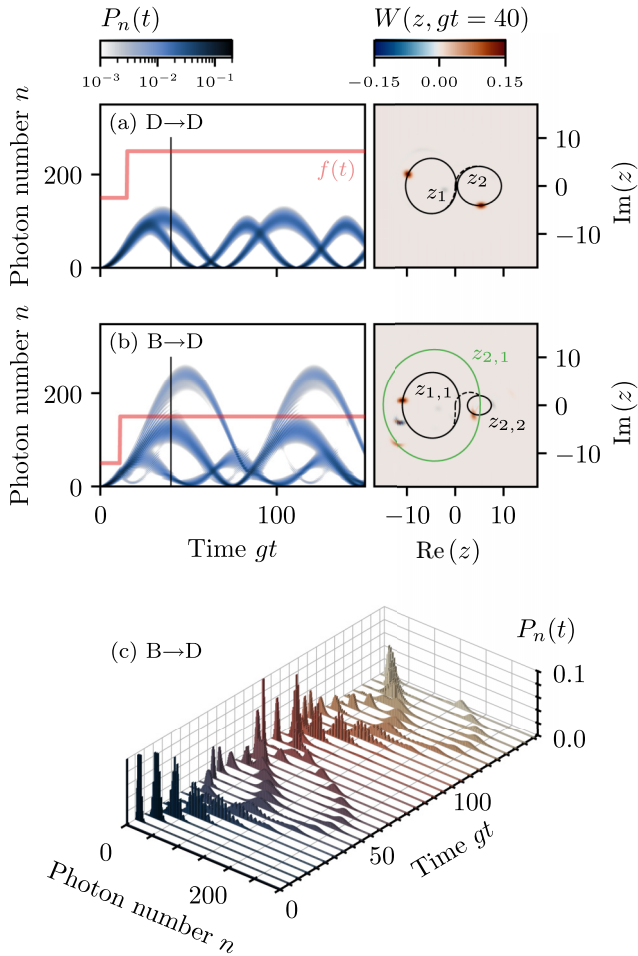 P_n(t)
W(z, gt = 40)
10^−3 10^−2 10^−1
−0.15 0.00 0.15
Photon number n
(a) D→D
f(t)
200
0
0 100
z_1
z_2
10
0
−10
Im(z)
Photon number n
(b) B→D
200
0
0 100
Time gt
z_{2,1}
z_{1,1}
z_{2,2}
10
0
−10
Im(z)
−10 0 10
Re (z)
(c) B→D
P_n(t)
0.1
0.0
0
200
Photon number n
0
50
100
Time gt